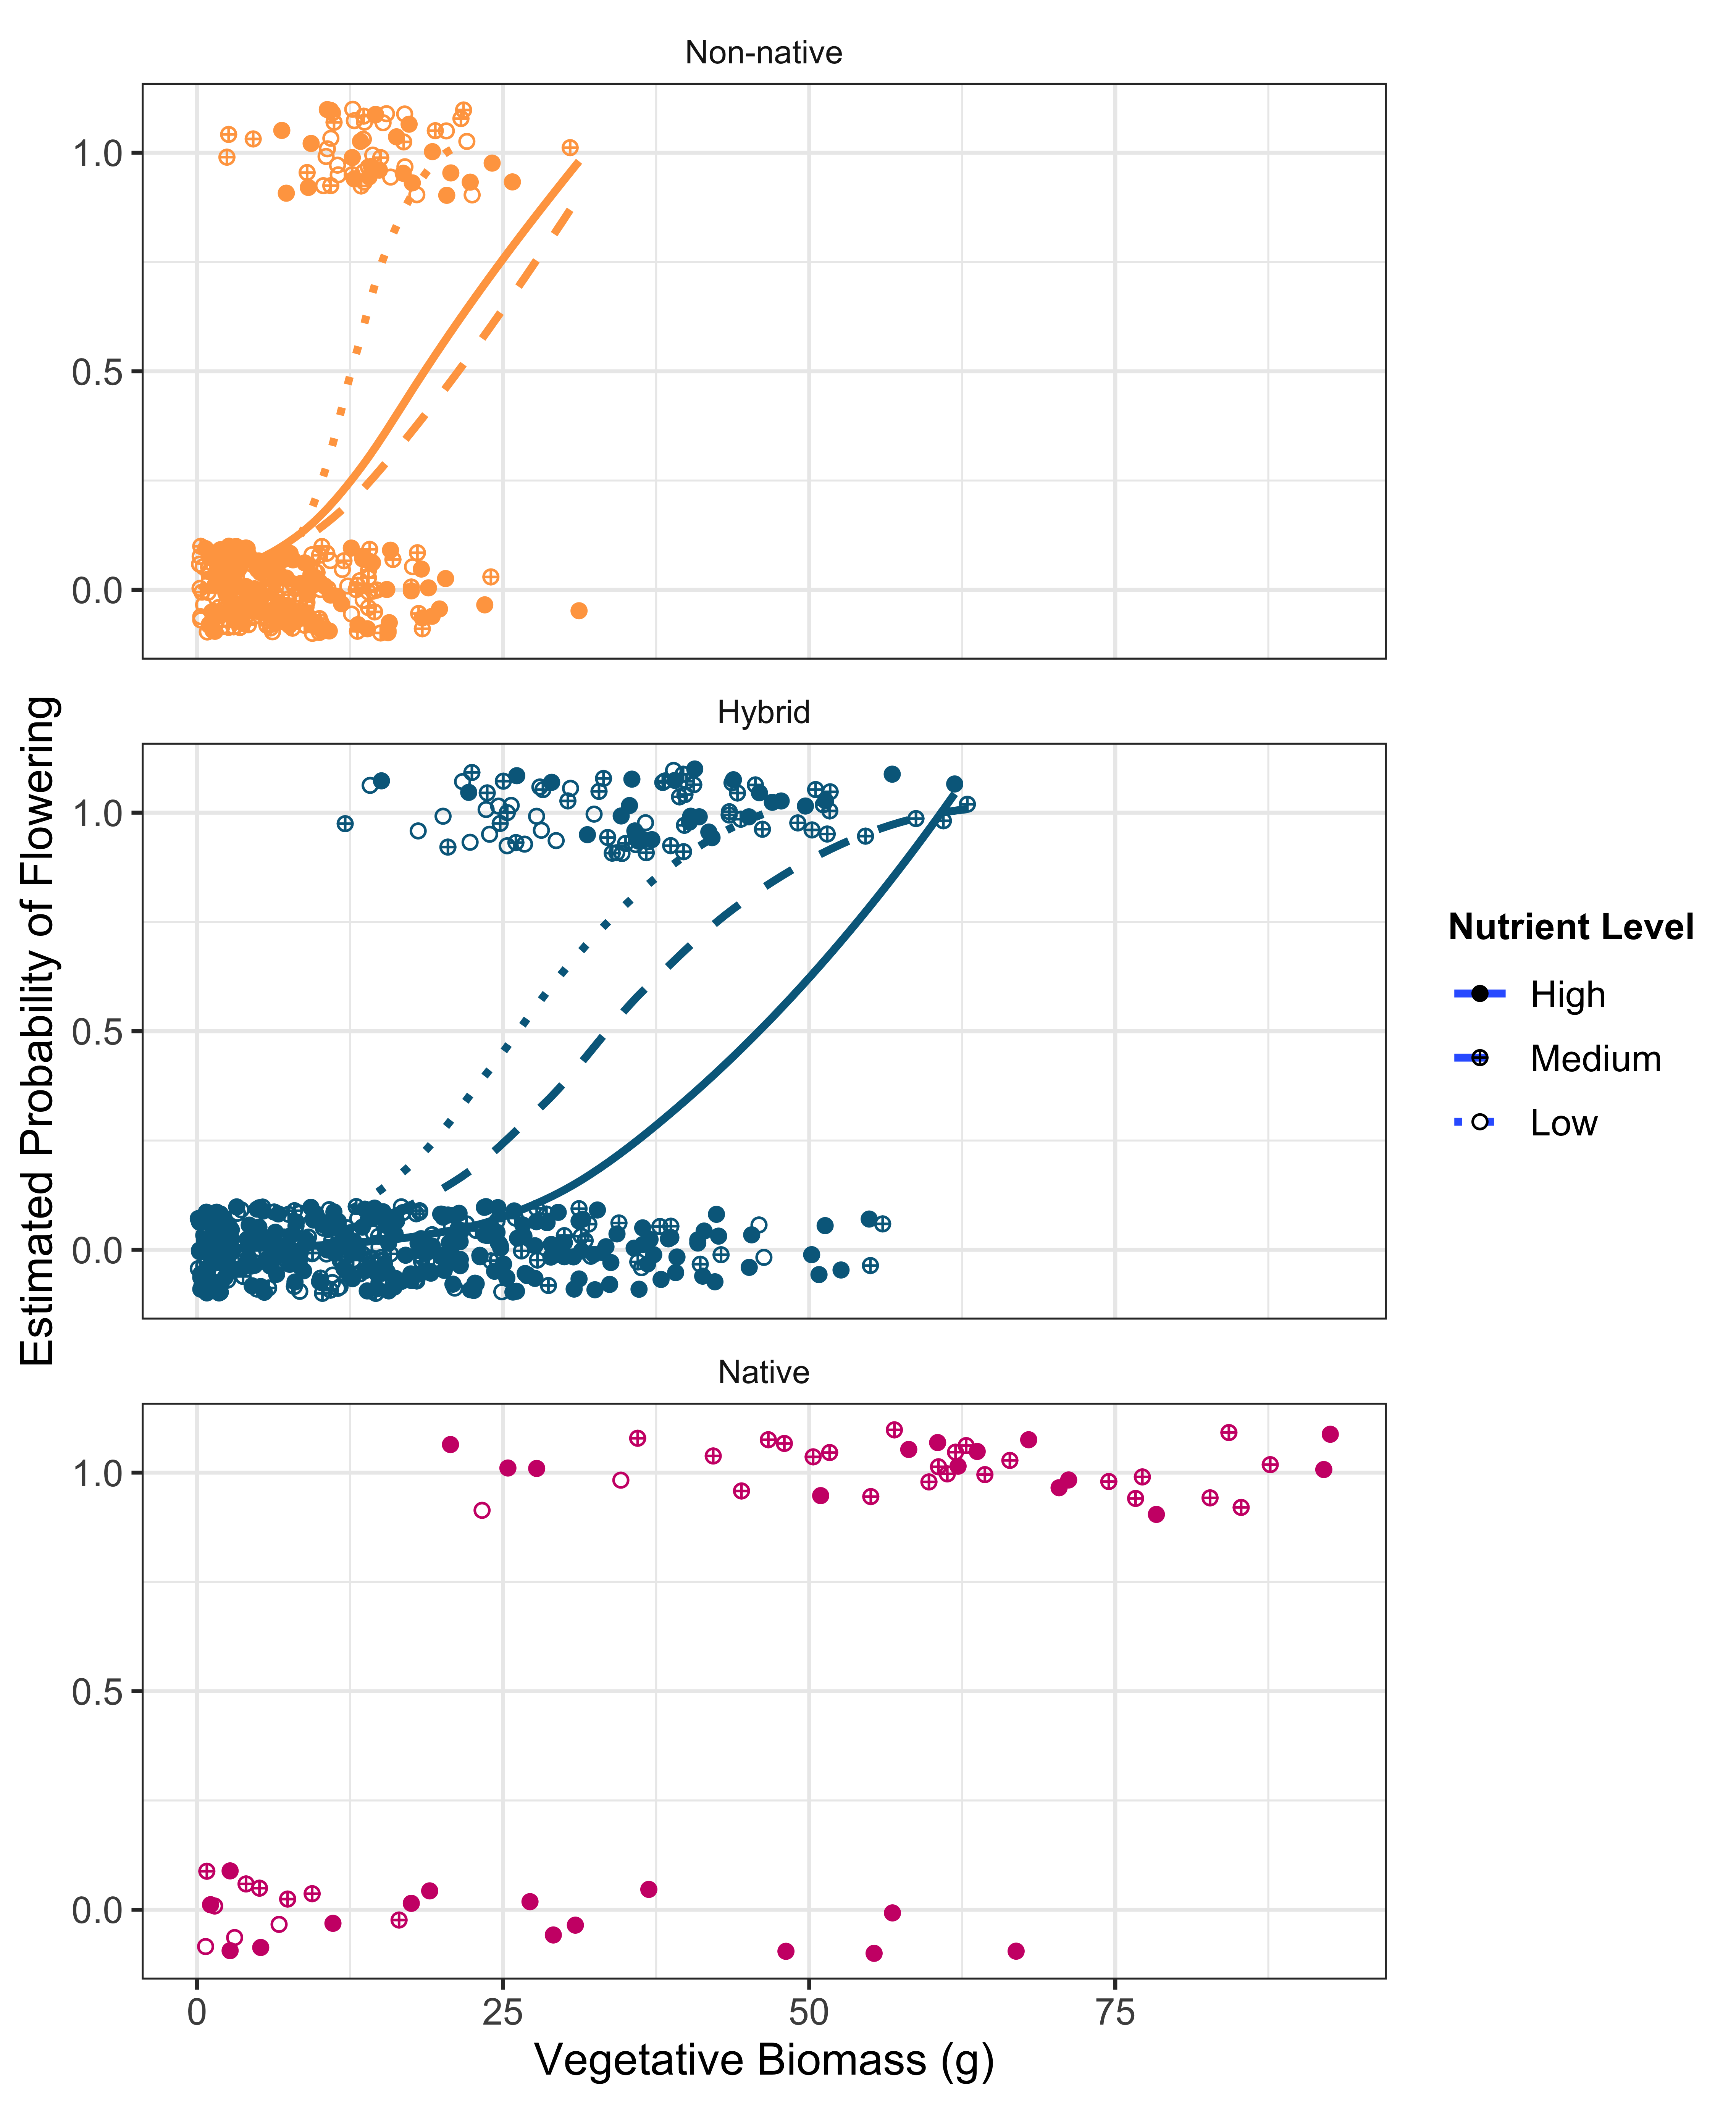 Non-native
1.0
0.5
0.0
Hybrid
1.0
0.5
0.0
Native
1.0
0.5
0.0
0 25 50 75
Vegetative Biomass (g)
Estimated Probability of Flowering
Nutrient Level
High
Medium
Low